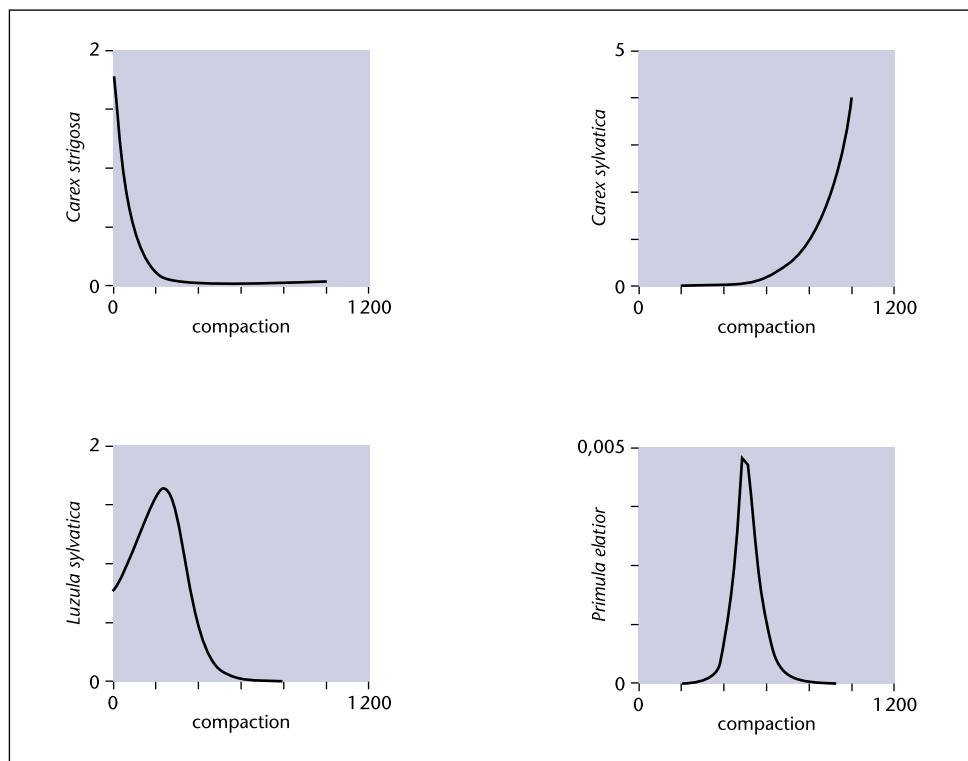 2
Carex strigosa
0
0
1200
compaction
5
Carex sylvatica
0
0
1200
compaction
2
Luzula sylvatica
0
0
1200
compaction
0,005
Primula elatior
0
0
1200
compaction